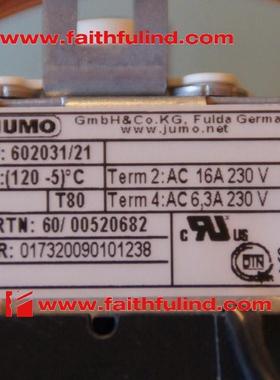 www.faithfulind.com
JUMO
GmbH&Co.KG, Fulda Germa
www.jumo.net
: 602031/21
:(120 -5)°C
Term 2: AC 16A 230 V
T80
Term 4: AC 6,3A 230 V
RTN: 60/ 00520682
R: 017320090101238
c us
DIN
www.faithfulind.com